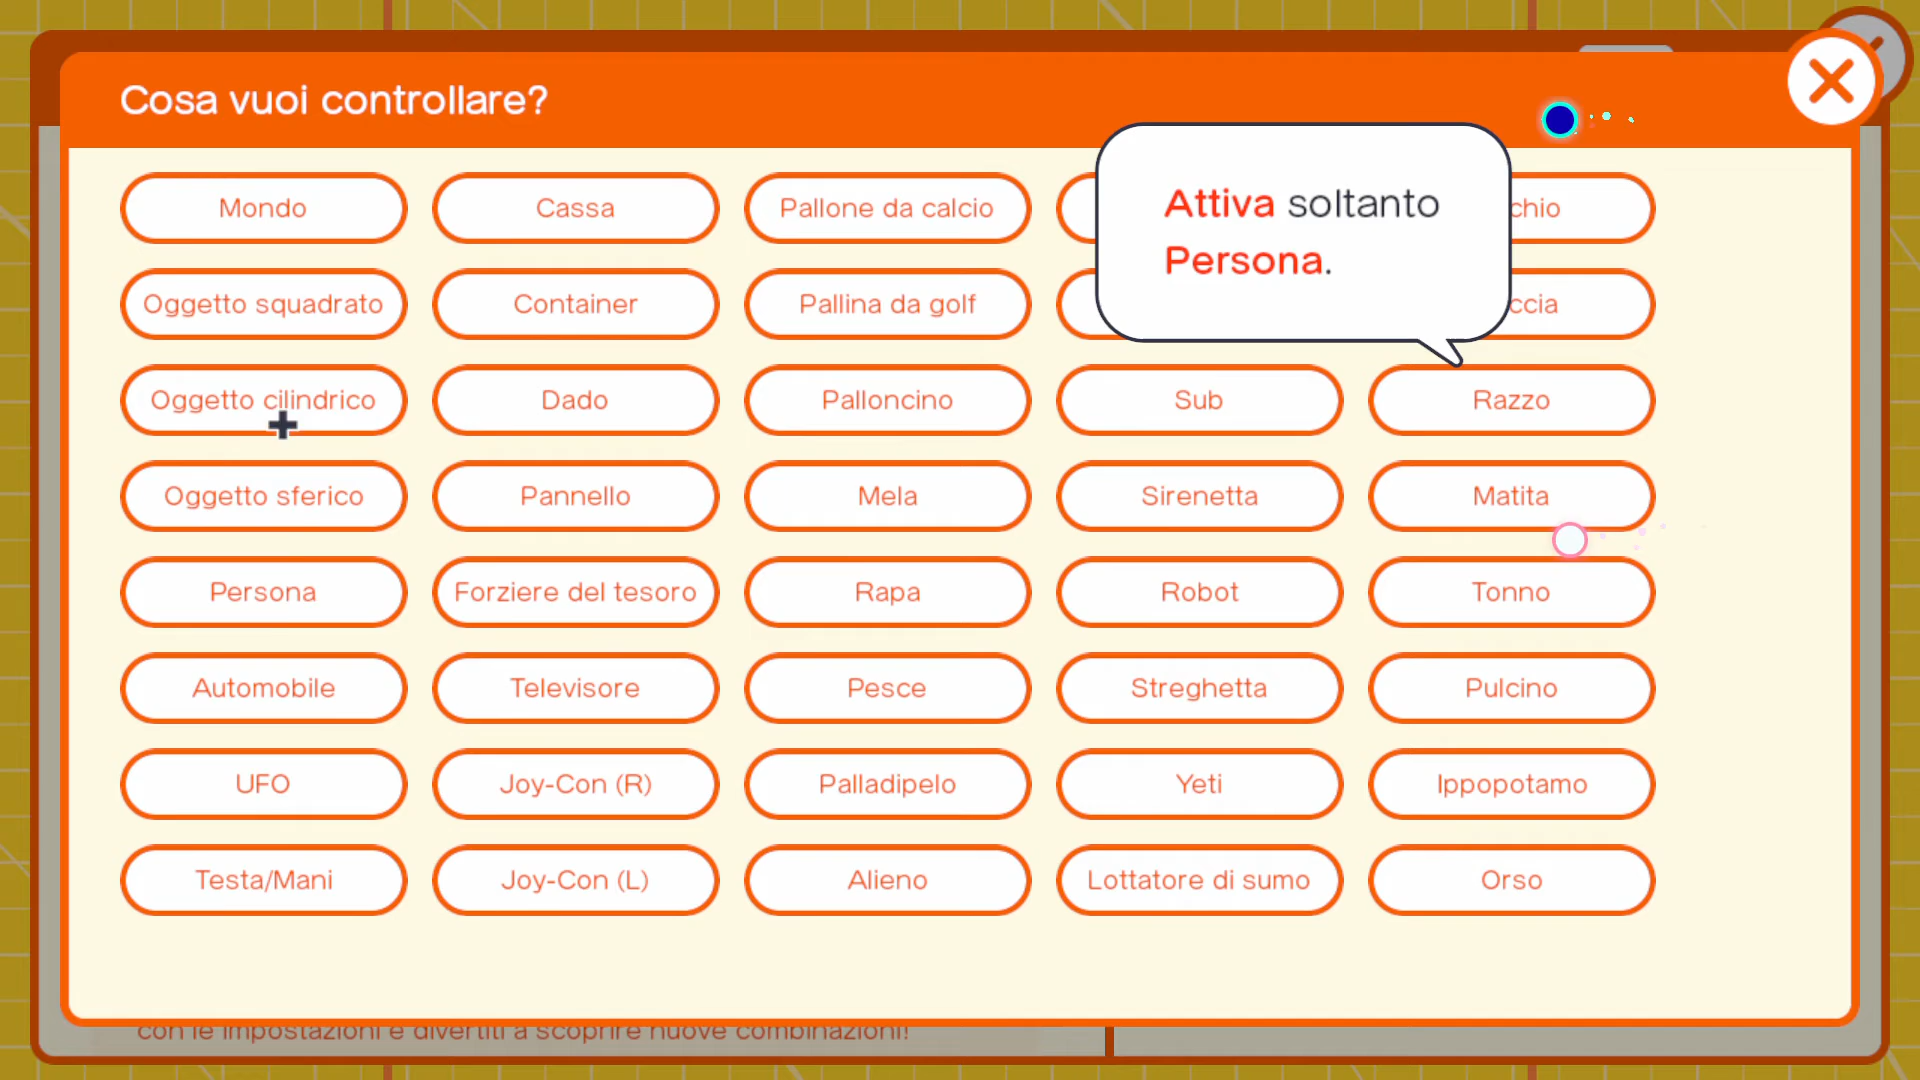 Cosa vuoi controllare?
Attiva soltanto
Persona.
Mondo
Cassa
Pallone da calcio
Oggetto squadrato
Container
Pallina da golf
Oggetto cilindrico
Dado
Palloncino
Sub
Razzo
Oggetto sferico
Pannello
Mela
Sirenetta
Matita
Persona
Forziere del tesoro
Rapa
Robot
Tonno
Automobile
Televisore
Pesce
Streghetta
Pulcino
UFO
Joy-Con (R)
Palladipelo
Yeti
Ippopotamo
Testa/Mani
Joy-Con (L)
Alieno
Lottatore di sumo
Orso
con le impostazioni e divertiti a scoprire nuove combinazioni!